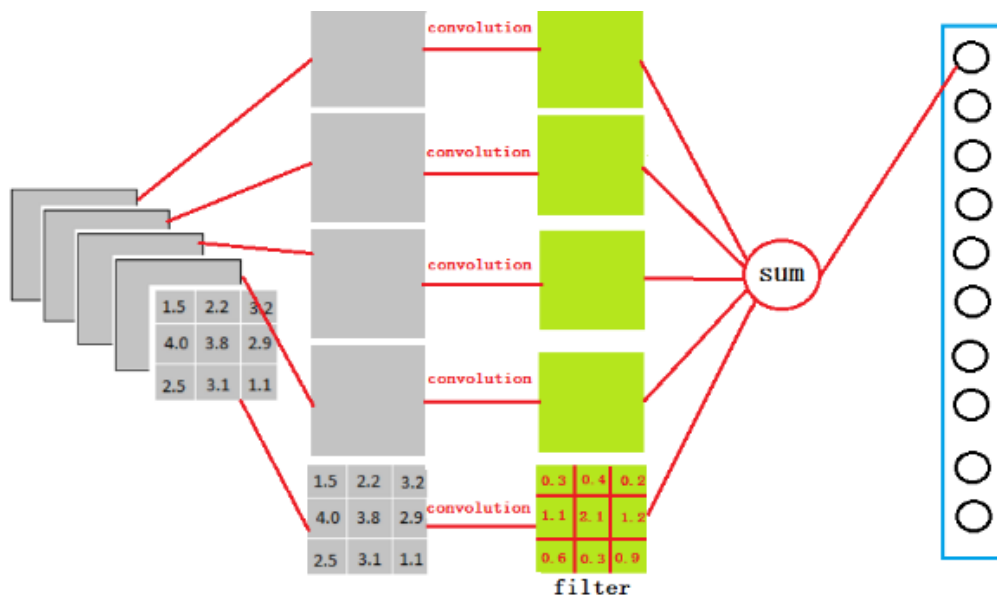 convolution
convolution
convolution
convolution
convolution
1.5 2.2 3.2
4.0 3.8 2.9
2.5 3.1 1.1
1.5 2.2 3.2
4.0 3.8 2.9
2.5 3.1 1.1
0.3 0.4 0.2
1.1 2.1 1.2
0.6 0.3 0.9
filter
sum